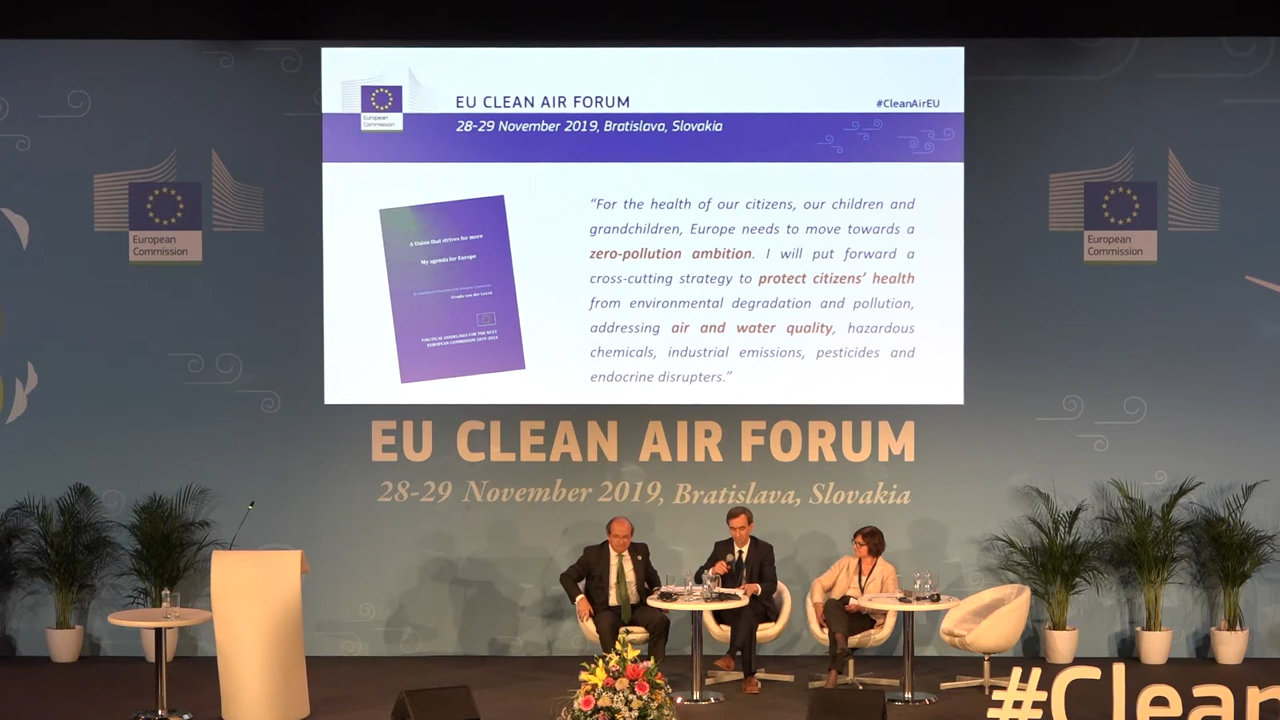 EU CLEAN AIR FORUM
#CleanAirEU
28-29 November 2019, Bratislava, Slovakia
European
Commission
European
Commission
European
Commission
A Union that strives for more
My agenda for Europe
Ursula von der Leyen
POLITICAL GUIDELINES FOR THE NEXT
EUROPEAN COMMISSION 2019-2024
“For the health of our citizens, our children and
grandchildren, Europe needs to move towards a
zero-pollution ambition. I will put forward a
cross-cutting strategy to protect citizens’ health
from environmental degradation and pollution,
addressing air and water quality, hazardous
chemicals, industrial emissions, pesticides and
endocrine disrupters.”
EU CLEAN AIR FORUM
28-29 November 2019, Bratislava, Slovakia
#Clean